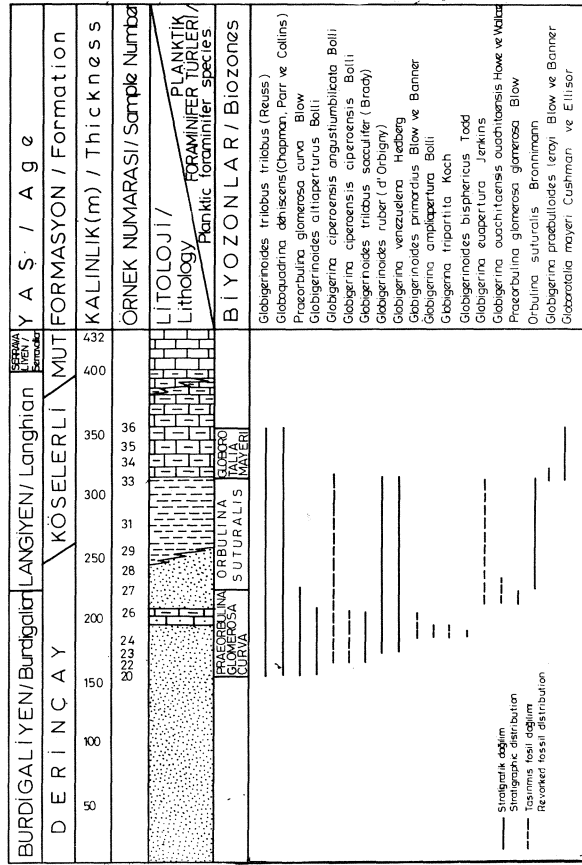 YAŞ / Age
FORMASYON / Formation
KALINLIK(m) / Thickness
ÖRNEK NUMARASI / Sample Number
LİTOLOJİ / Lithology
PLANKTİK FORAMİNİFER TÜRLERİ / Planktic foraminifer species
BİYOZONLAR / Biozones
Globigerinoides trilobus trilobus (Reuss)
Globoquadrina dehiscens (Chapman, Parr ve Collins)
Praeorbulina glomerosa curva Blow
Globigerinoides altiaperturus Bolli
Globigerina ciperoensis angustiumbilicata Bolli
Globigerina ciperoensis ciperoensis Bolli
Globigerinoides trilobus sacculifer (Brady)
Globigerinoides ruber (d'Orbigny)
Globigerina venezuelena Hedberg
Globigerinoides primordius Blow ve Banner
Globigerina ampliapertura Bolli
Globigerina tripartita Koch
Globigerinoides bisphericus Todd
Globigerina euapertura Jenkins
Globigerina ouachitaensis ouachitaensis Howe ve Wallace
Praeorbulina glomerosa Blow
Orbulina suturalis Bronnimann
Globigerina praebulloides leroyi Blow ve Banner
Globorotalia mayeri Cushman ve Ellisor
SERRAVALİYEN /
LANGİYEN / Langhian
BURDİGALİYEN / Burdigalian
MUT
KÖSELERLİ
DERİNÇAY
432
400
350
300
250
200
150
100
50
36
35
34
33
31
29
28
27
26
24
23
22
20
GLOBOROTALIA MAYERI
ORBULINA SUTURALIS
PRAEORBULINA GLOMEROSA CURVA
Stratigrafik dağılım
Stratigraphic distribution
Taşınmış fosil dağılımı
Reworked fossil distribution